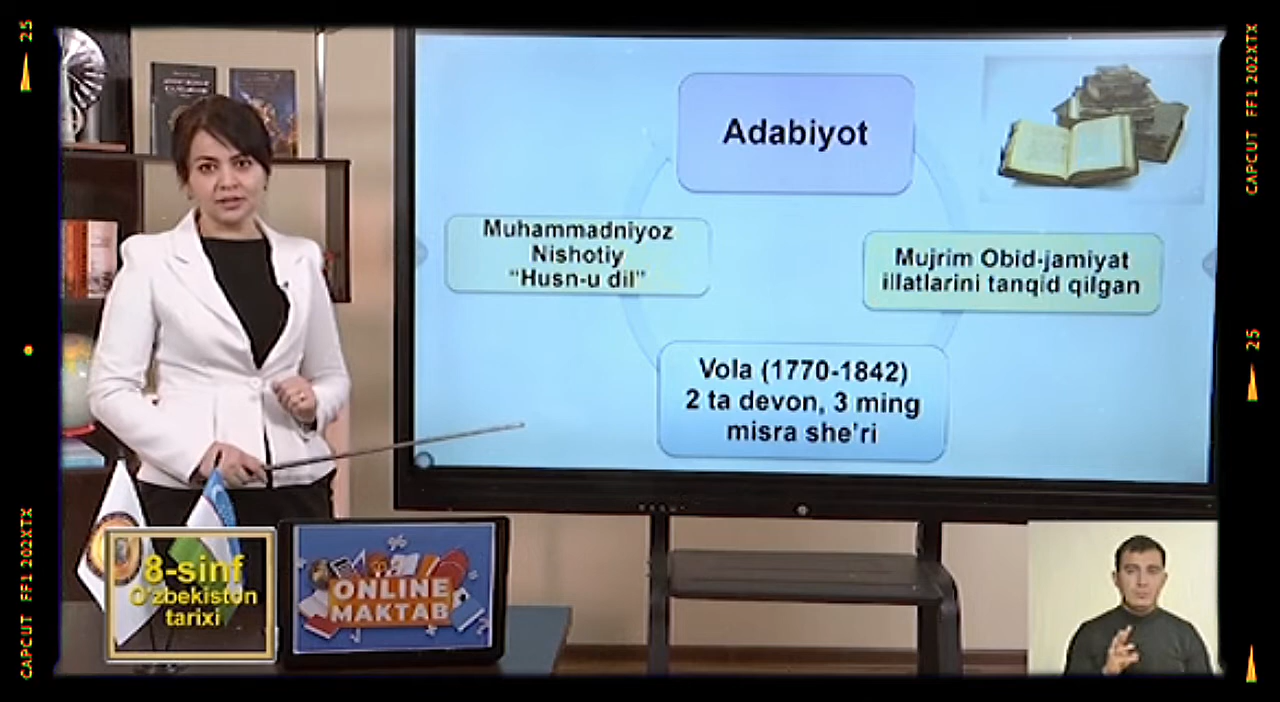 Adabiyot
Muhammadniyoz
Nishotiy
“Husn-u dil”
Mujrim Obid-jamiyat
illatlarini tanqid qilgan
Vola (1770-1842)
2 ta devon, 3 ming
misra she’ri
8-sinf
O‘zbekiston
tarixi
ONLINE
MAKTAB
25
CAPCUT FF1 202XTX
CAPCUT FF1 202XTX
25